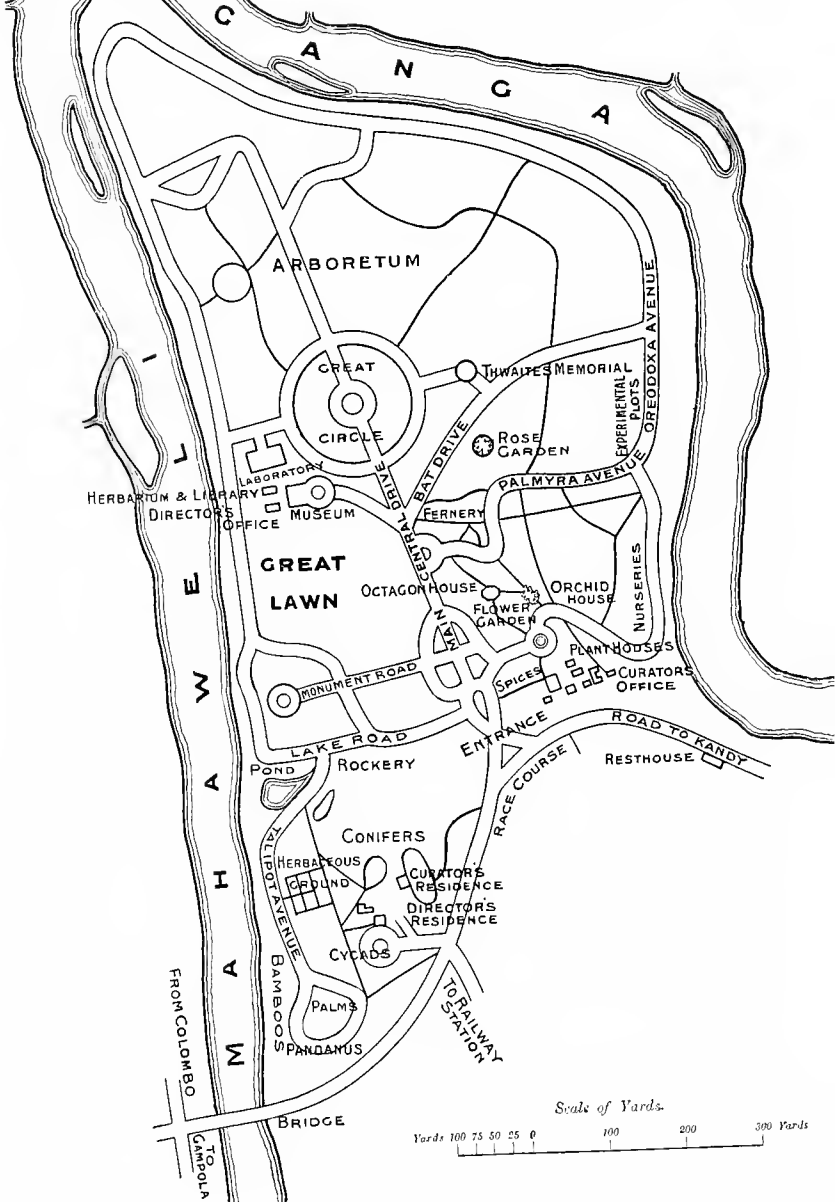 MAHAWELI
GANGA
ARBORETUM
GREAT
CIRCLE
THWAITES MEMORIAL
EXPERIMENTAL
PLOTS
OREODOXA AVENUE
ROSE
GARDEN
BAT DRIVE
PALMYRA AVENUE
LABORATORY
HERBARIUM & LIBRARY
DIRECTOR'S
OFFICE
MUSEUM
FERNERY
MAIN CENTRAL DRIVE
GREAT
LAWN
OCTAGON HOUSE
FLOWER
GARDEN
ORCHID
HOUSE
NURSERIES
PLANT HOUSES
CURATORS
OFFICE
SPICES
MONUMENT ROAD
LAKE ROAD
ENTRANCE
ROAD TO KANDY
RESTHOUSE
RACE COURSE
POND
ROCKERY
CONIFERS
TALIPOT AVENUE
HERBACEOUS
GROUND
CURATOR'S
RESIDENCE
DIRECTOR'S
RESIDENCE
CYCADS
BAMBOOS
PALMS
PANDANUS
TO RAILWAY
STATION
FROM COLOMBO
TO
GAMPOLA
BRIDGE
Scale of Yards.
Yards 100 75 50 25 0 100 200 300 Yards